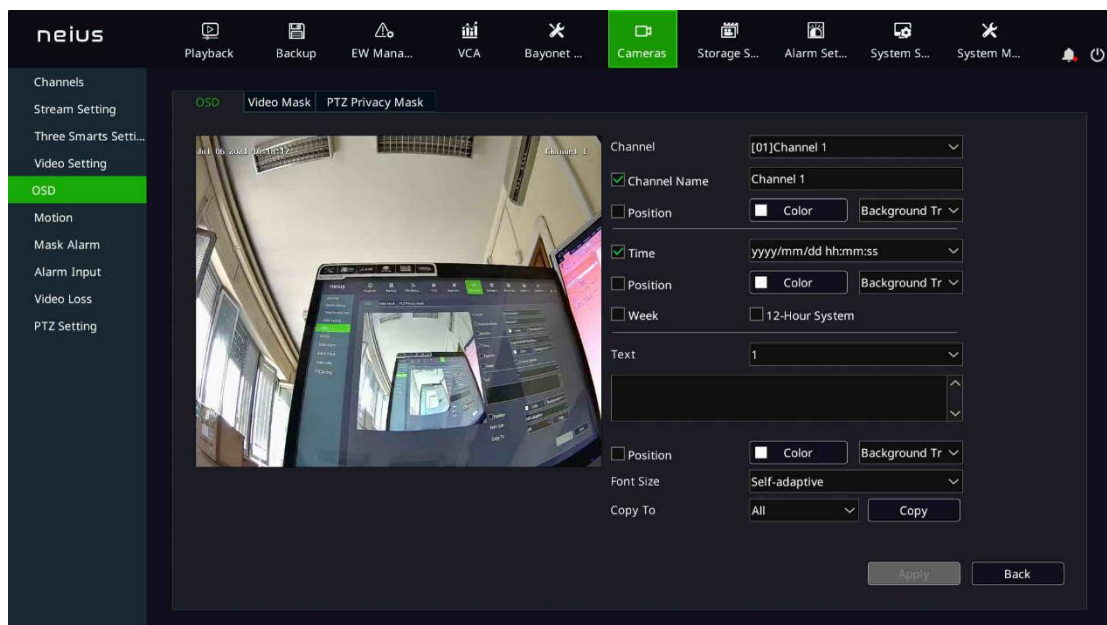 neius
Playback Backup EW Mana... VCA Bayonet ... Cameras Storage S... Alarm Set... System S... System M...
Channels
Stream Setting
Three Smarts Setti...
Video Setting
OSD
Motion
Mask Alarm
Alarm Input
Video Loss
PTZ Setting
OSD Video Mask PTZ Privacy Mask
Channel 1
Channel [01]Channel 1
Channel Name Channel 1
Position Color Background Tr
Time yyyy/mm/dd hh:mm:ss
Position Color Background Tr
Week 12-Hour System
Text 1
Position Color Background Tr
Font Size Self-adaptive
Copy To All Copy
Apply Back